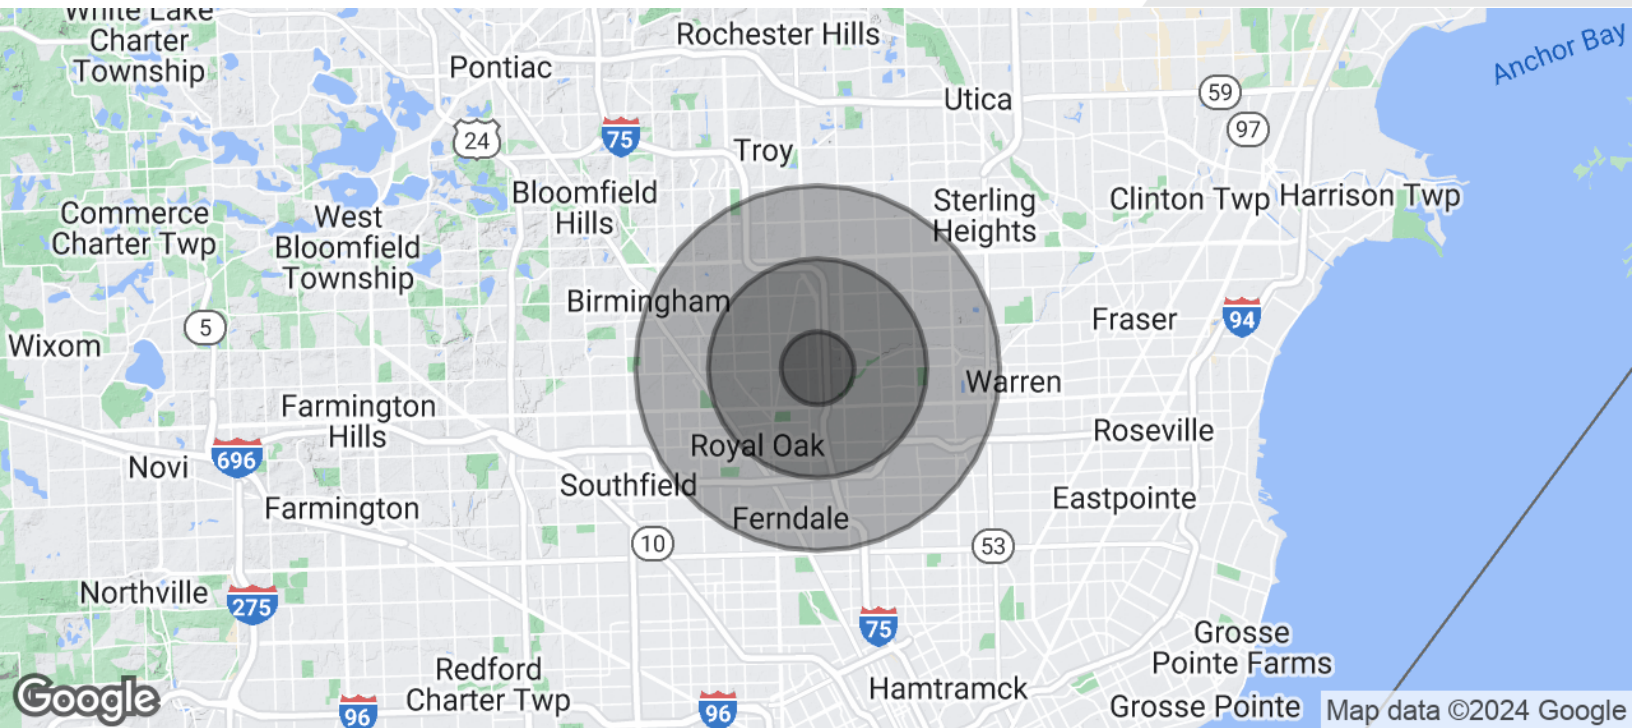 White Lake
Charter
Township
Rochester Hills
Anchor Bay
Pontiac
Utica
59
97
24
75
Troy
Bloomfield
Hills
Sterling
Heights
Clinton Twp
Harrison Twp
Commerce
Charter Twp
West
Bloomfield
Township
Birmingham
5
Wixom
Fraser
94
Warren
Farmington
Hills
Royal Oak
Roseville
Novi
696
Southfield
Eastpointe
Farmington
Ferndale
10
53
Northville
275
75
Grosse
Pointe Farms
Redford
Charter Twp
Hamtramck
Grosse Pointe
Google
96
96
Map data ©2024 Google